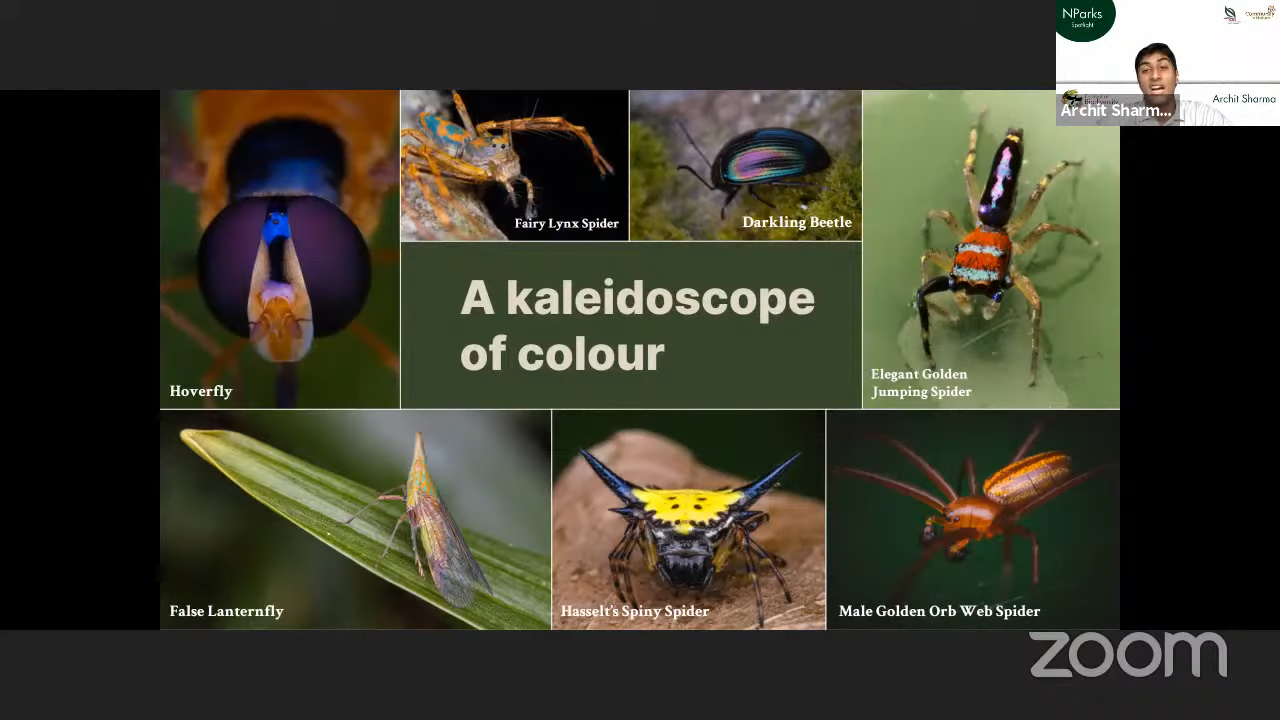 NParks
Spotlight
Archit Sharma
Archit Sharm...
Fairy Lynx Spider
Darkling Beetle
A kaleidoscope
of colour
Hoverfly
Elegant Golden
Jumping Spider
False Lanternfly
Hasselt's Spiny Spider
Male Golden Orb Web Spider
zoom